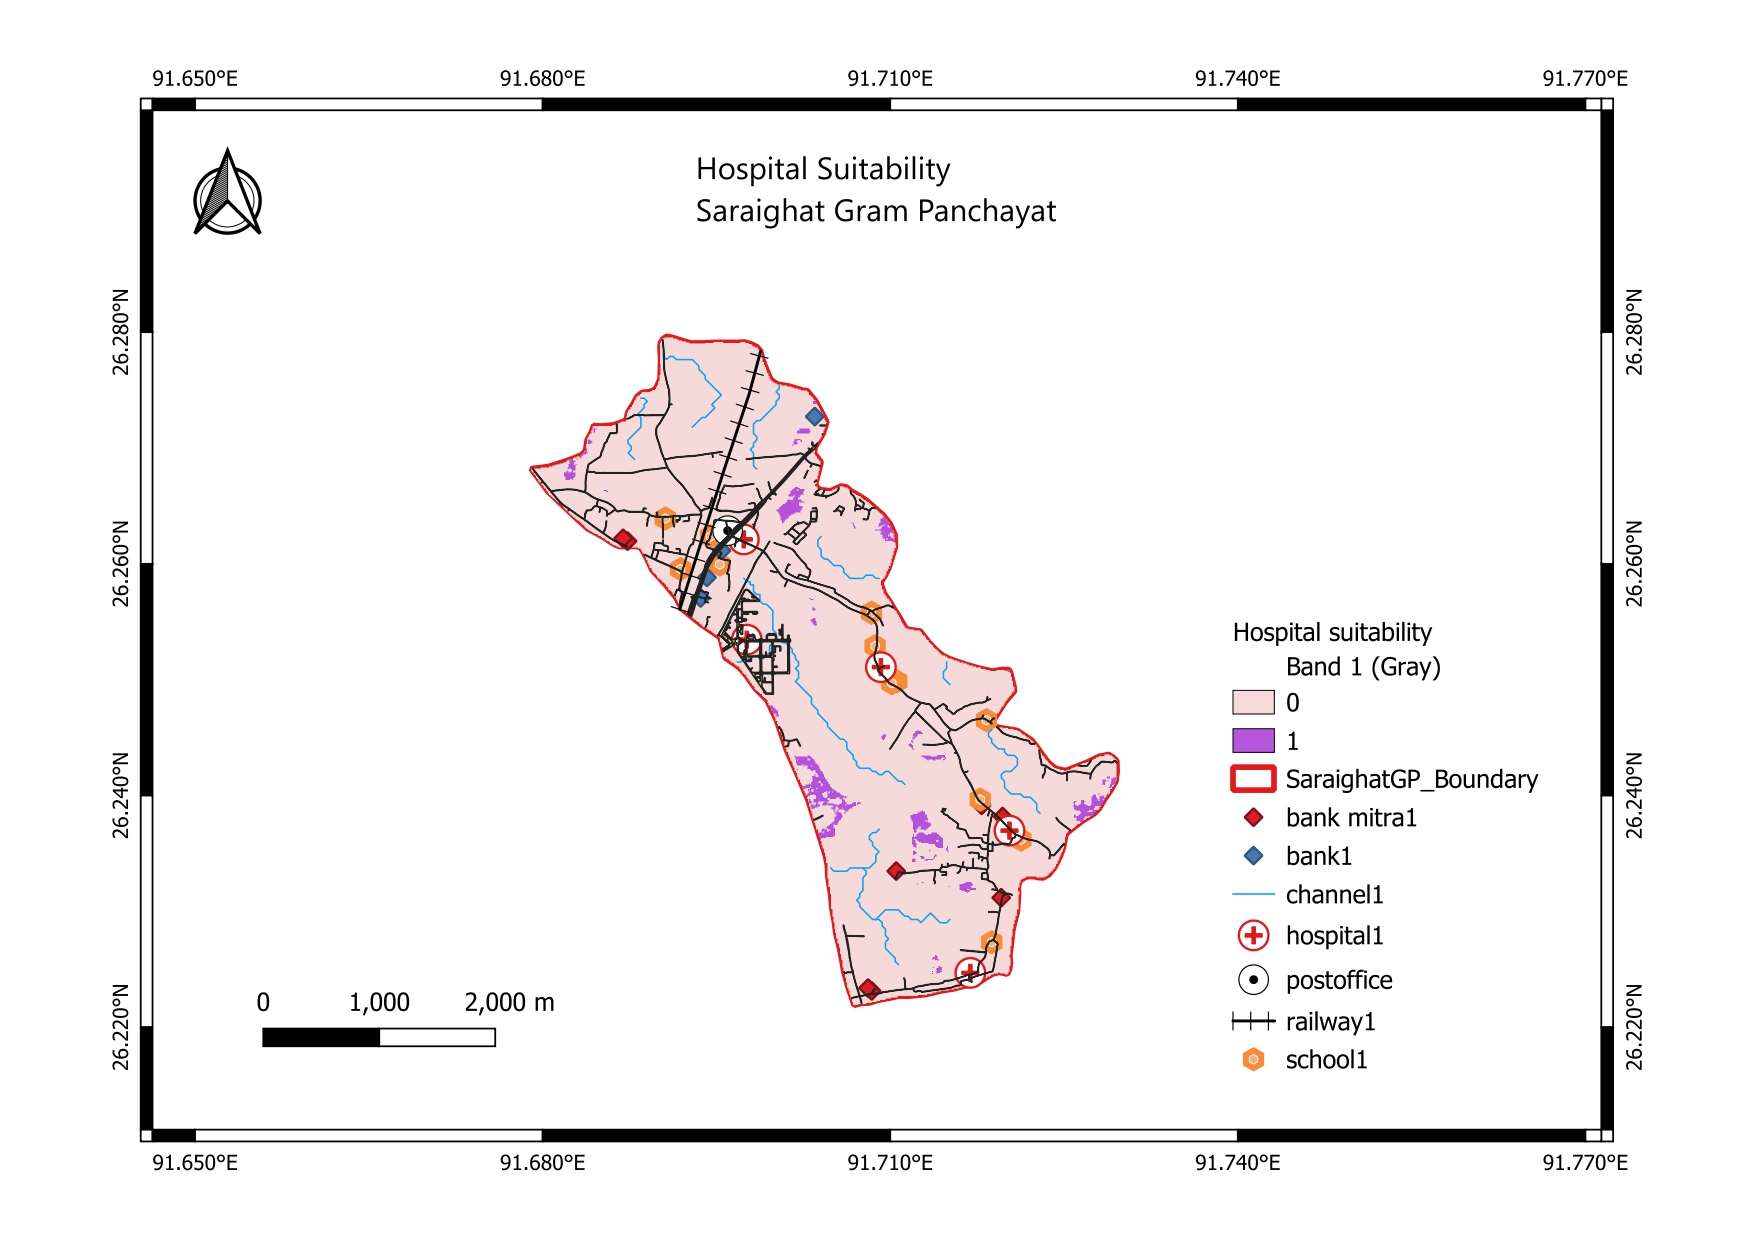 91.650°E 91.680°E 91.710°E 91.740°E 91.770°E
Hospital Suitability
Saraighat Gram Panchayat
26.280°N 26.280°N
26.260°N 26.260°N
Hospital suitability
Band 1 (Gray)
0
1
26.240°N 26.240°N
SaraighatGP_Boundary
bank mitra1
bank1
channel1
hospital1
postoffice
0 1,000 2,000 m
railway1
26.220°N 26.220°N
school1
91.650°E 91.680°E 91.710°E 91.740°E 91.770°E